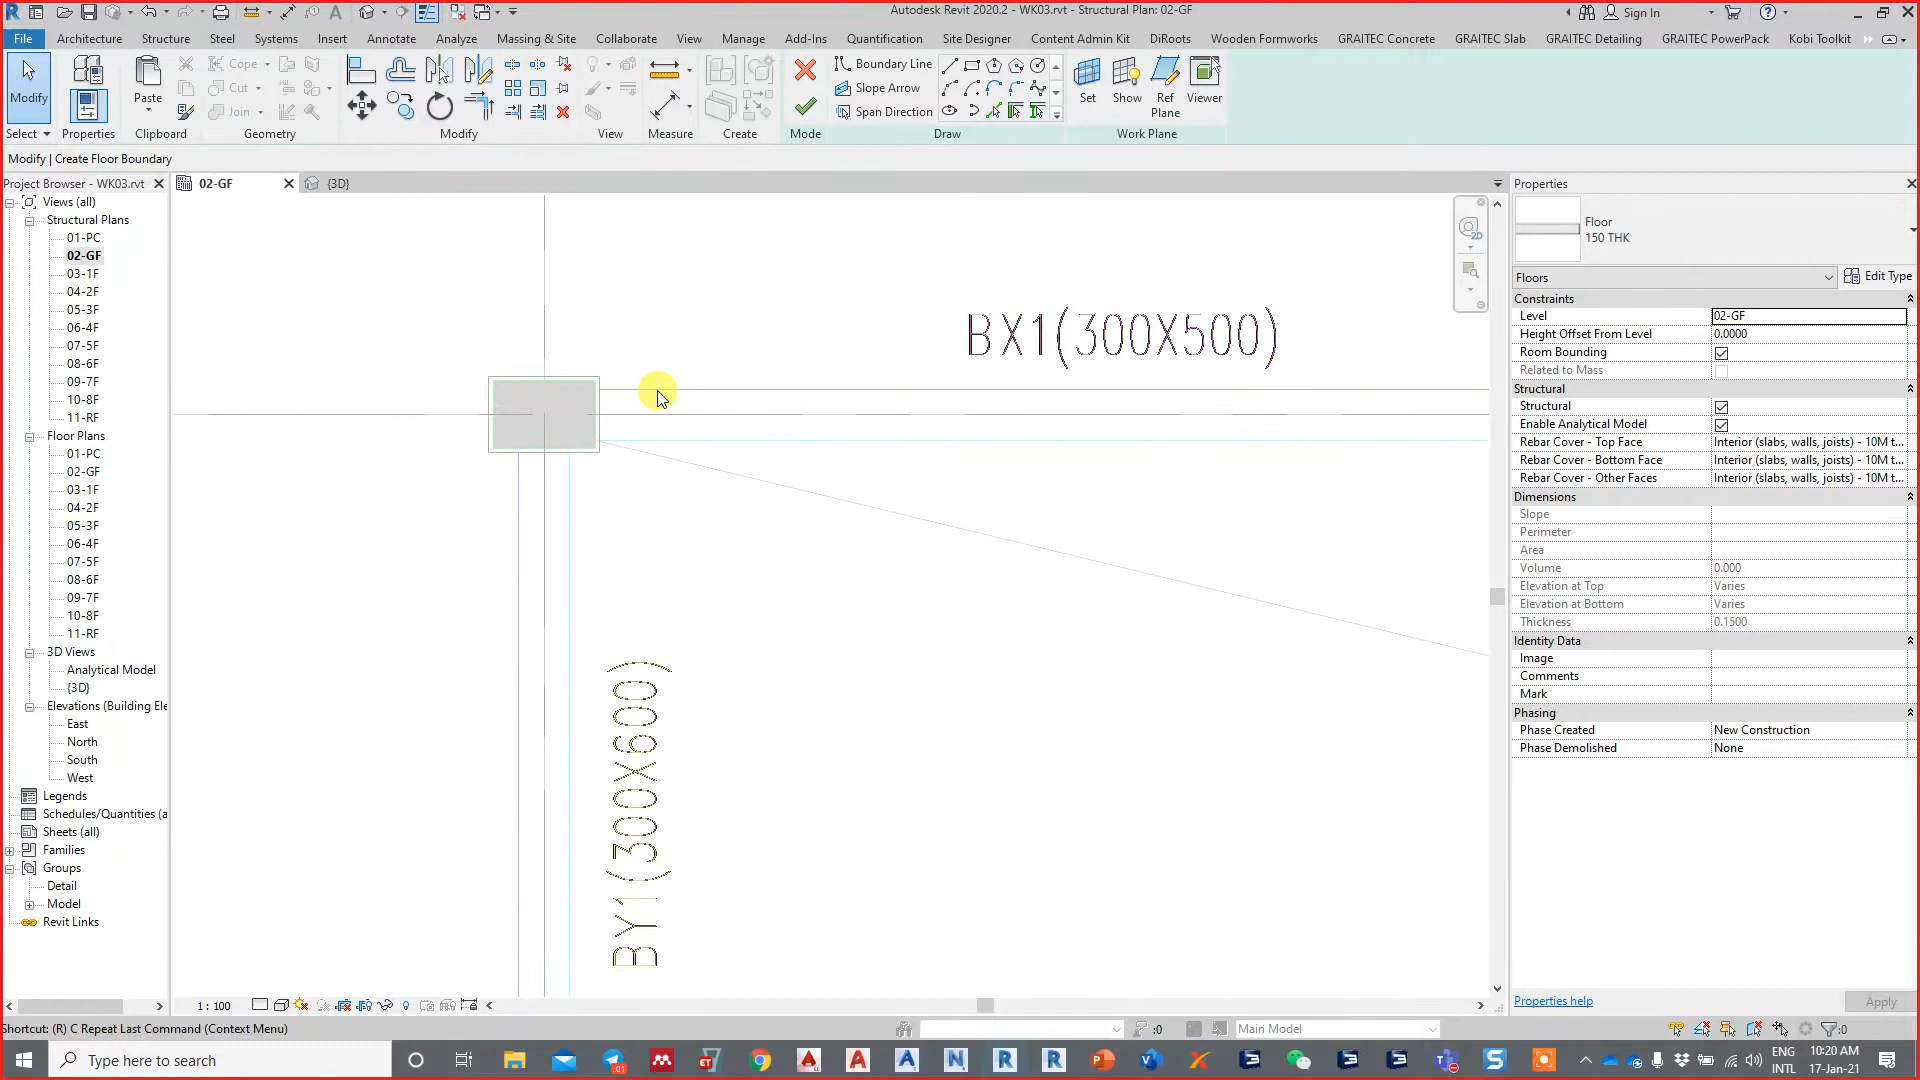 Autodesk Revit 2020.2 - WK03.rvt - Structural Plan: 02-GF
Sign In
File Architecture Structure Steel Systems Insert Annotate Analyze Massing & Site Collaborate View Manage Add-Ins Quantification Site Designer Content Admin Kit DiRoots Wooden Formworks GRAITEC Concrete GRAITEC Slab GRAITEC Detailing GRAITEC PowerPack Kobi Toolkit
Cope
Boundary Line
Cut
Slope Arrow
Modify
Paste
Join
Span Direction
Set Show Ref Plane Viewer
Select Properties Clipboard Geometry Modify View Measure Create Mode Draw Work Plane
Modify | Create Floor Boundary
Project Browser - WK03.rvt
02-GF
{3D}
Properties
Views (all)
Structural Plans
01-PC
02-GF
03-1F
04-2F
05-3F
06-4F
07-5F
08-6F
09-7F
10-8F
11-RF
Floor Plans
01-PC
02-GF
03-1F
04-2F
05-3F
06-4F
07-5F
08-6F
09-7F
10-8F
11-RF
3D Views
Analytical Model
{3D}
Elevations (Building Ele
East
North
South
West
Legends
Schedules/Quantities (a
Sheets (all)
Families
Groups
Detail
Model
Revit Links
2D
BX1(300X500)
BY1(300X600)
Floor
150 THK
Floors
Edit Type
Constraints
Level 02-GF
Height Offset From Level 0.0000
Room Bounding
Related to Mass
Structural
Structural
Enable Analytical Model
Rebar Cover - Top Face Interior (slabs, walls, joists) - 10M t...
Rebar Cover - Bottom Face Interior (slabs, walls, joists) - 10M t...
Rebar Cover - Other Faces Interior (slabs, walls, joists) - 10M t...
Dimensions
Slope
Perimeter
Area
Volume 0.000
Elevation at Top Varies
Elevation at Bottom Varies
Thickness 0.1500
Identity Data
Image
Comments
Mark
Phasing
Phase Created New Construction
Phase Demolished None
Properties help
Apply
1 : 100
Shortcut: (R) C Repeat Last Command (Context Menu)
:0
Main Model
:0
Type here to search
ENG
INTL
10:20 AM
17-Jan-21